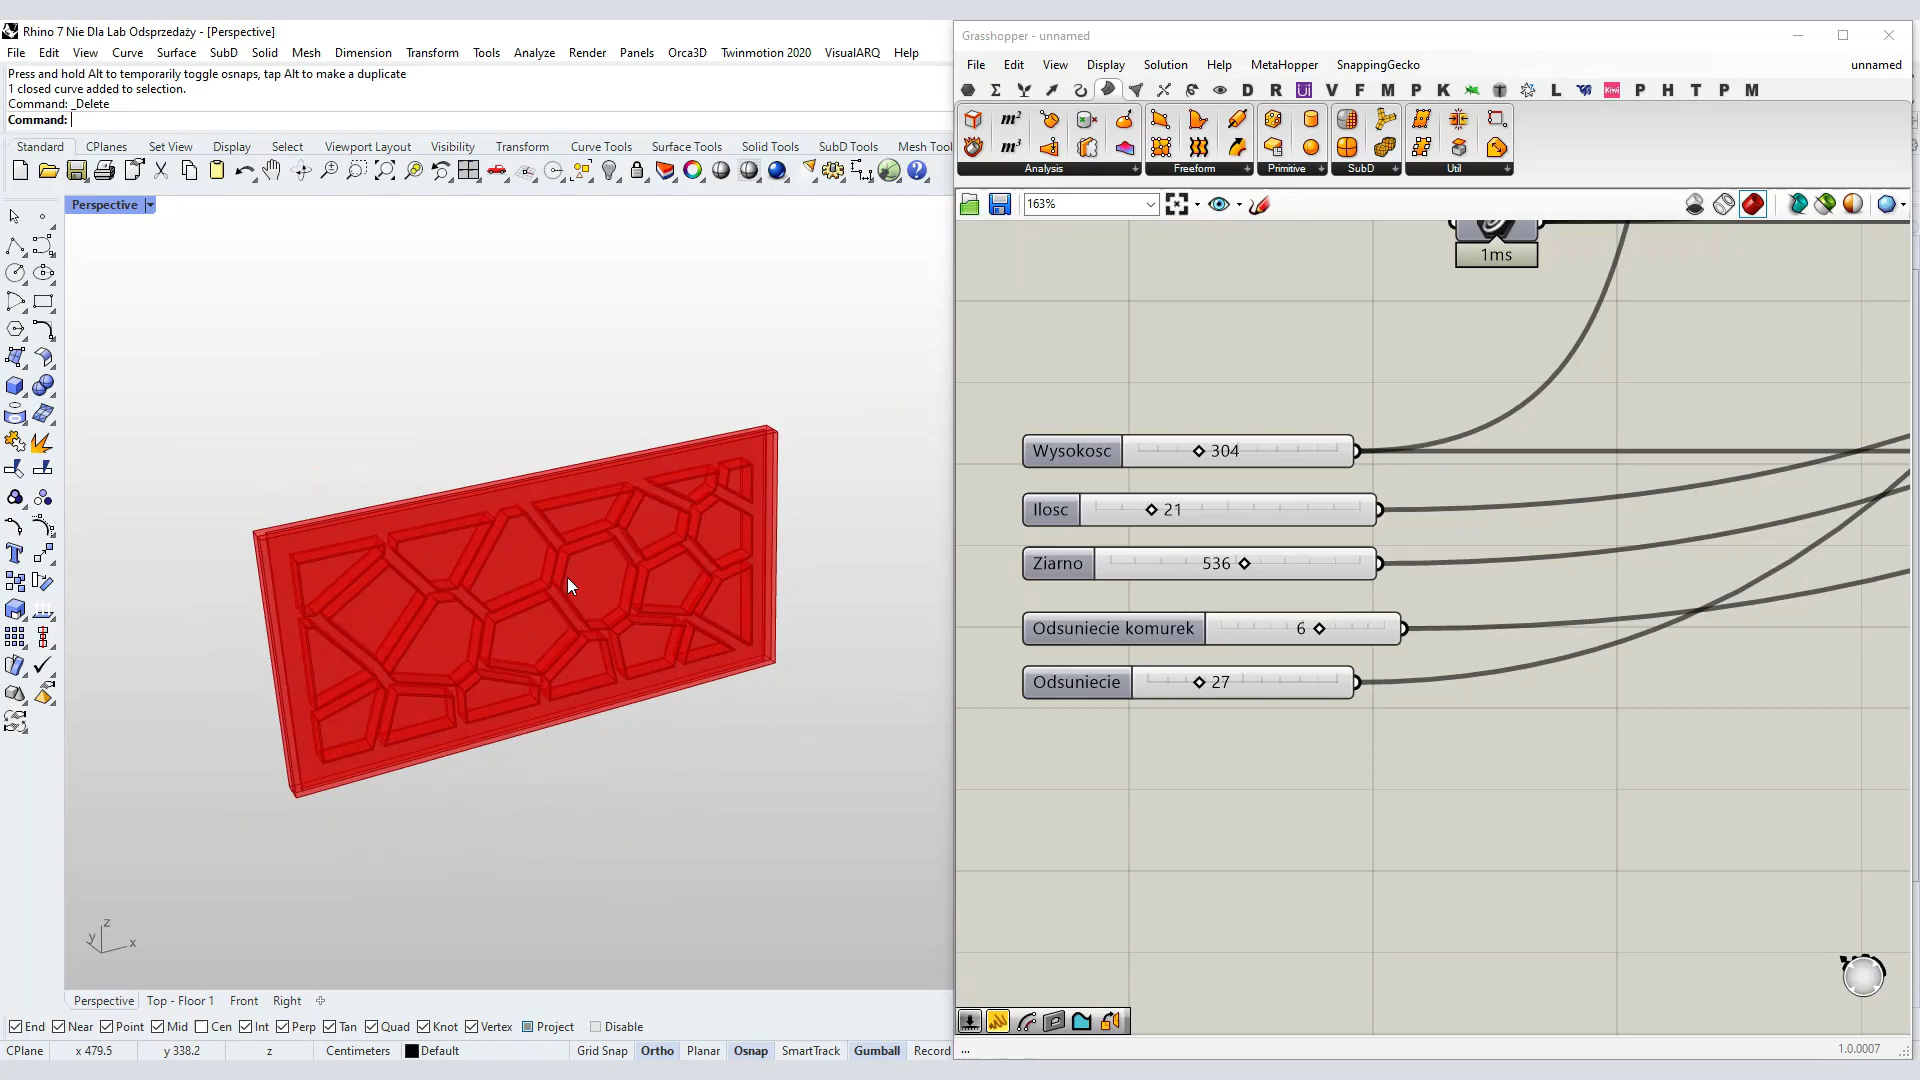 Rhino 7 Nie Dla Lab Odsprzedaży - [Perspective]
File Edit View Curve Surface SubD Solid Mesh Dimension Transform Tools Analyze Render Panels Orca3D Twinmotion 2020 VisualARQ Help
Press and hold Alt to temporarily toggle osnaps, tap Alt to make a duplicate
1 closed curve added to selection.
Command: _Delete
Command:
Standard CPlanes Set View Display Select Viewport Layout Visibility Transform Curve Tools Surface Tools Solid Tools SubD Tools Mesh Tool
Perspective
z
y
x
Perspective Top - Floor 1 Front Right
End Near Point Mid Cen Int Perp Tan Quad Knot Vertex Project Disable
CPlane x 479.5 y 338.2 z Centimeters Default Grid Snap Ortho Planar Osnap SmartTrack Gumball Record
Grasshopper - unnamed
File Edit View Display Solution Help MetaHopper SnappingGecko unnamed
D R V F M P K L Kiwi P H T P M
m²
m³
Analysis Freeform Primitive SubD Util
163%
1ms
Wysokosc 304
Ilosc 21
Ziarno 536
Odsuniecie komurek 6
Odsuniecie 27
...
1.0.0007